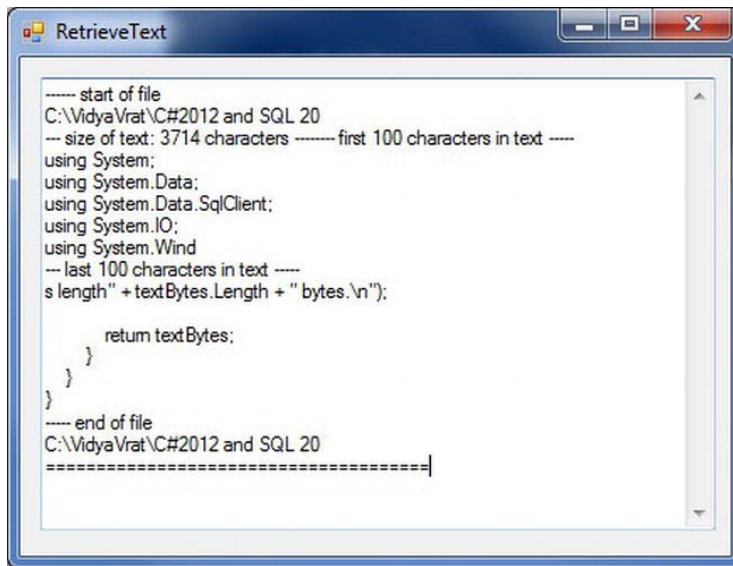 RetrieveText
------ start of file
C:\VidyaVrat\C#2012 and SQL 20
--- size of text: 3714 characters -------- first 100 characters in text -----
using System;
using System.Data;
using System.Data.SqlClient;
using System.IO;
using System.Wind
--- last 100 characters in text -----
s length" + textBytes.Length + " bytes.\n");
return textBytes;
}
}
}
----- end of file
C:\VidyaVrat\C#2012 and SQL 20
======================================